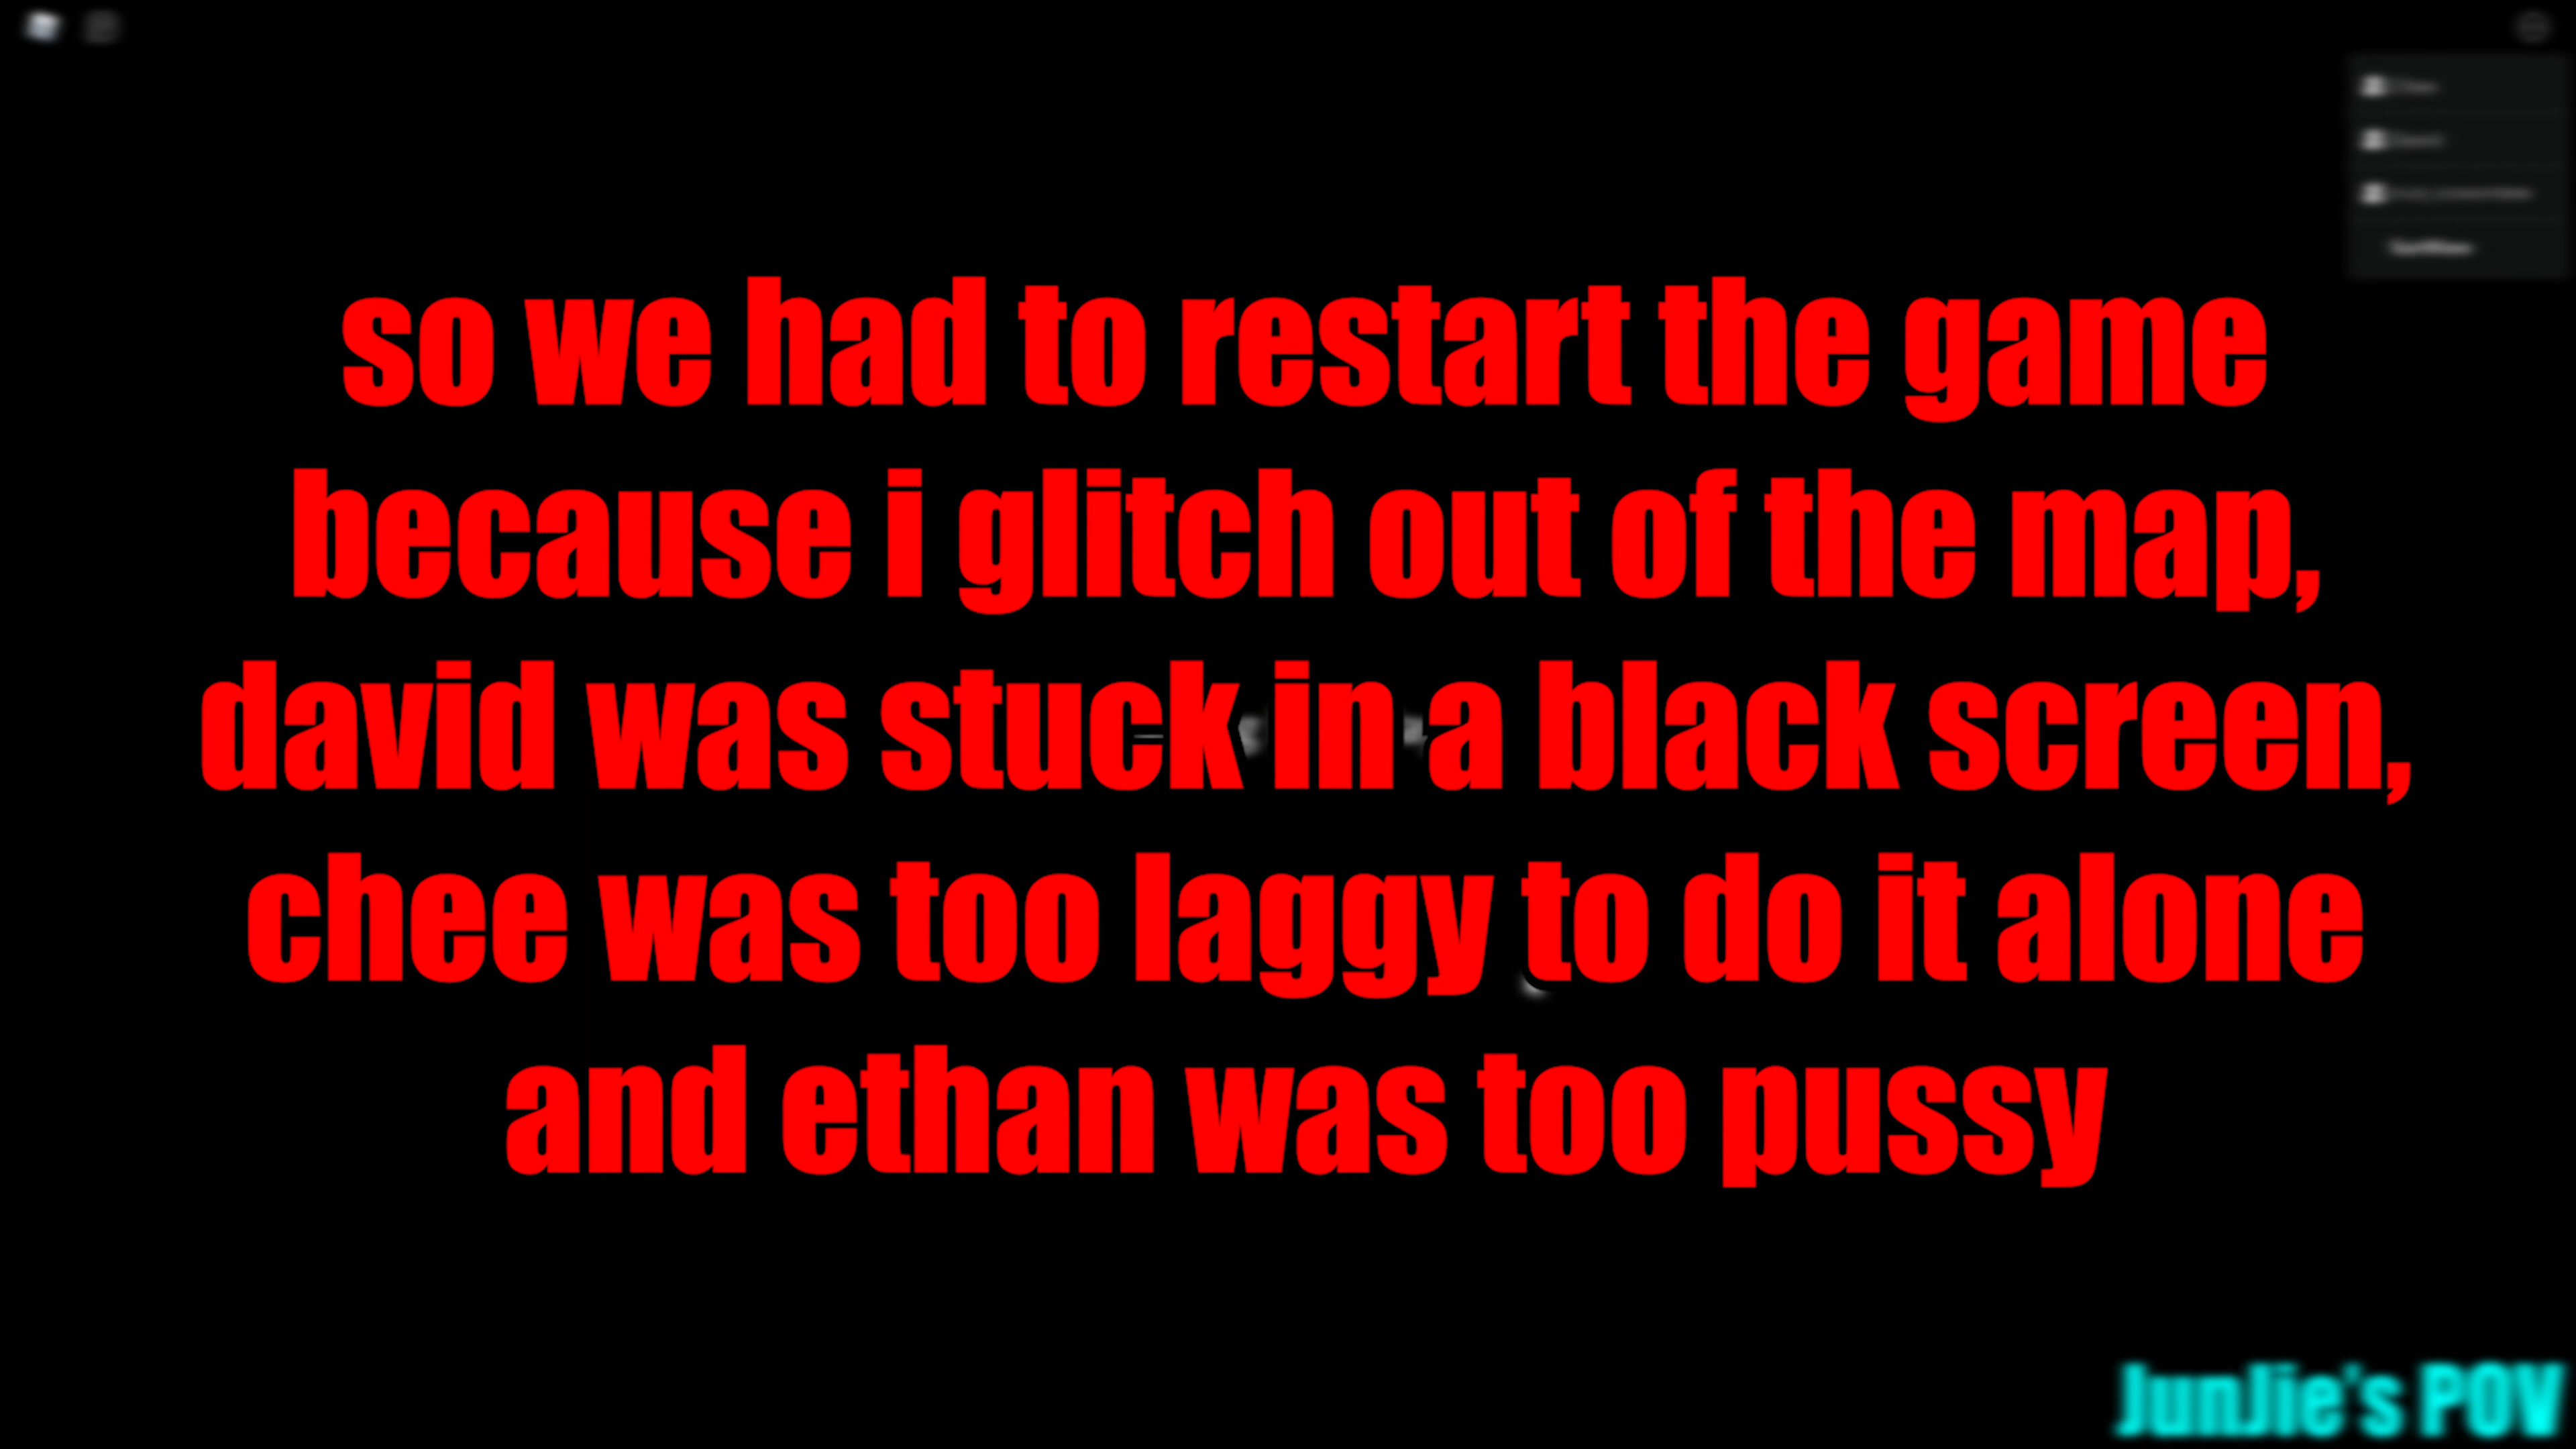 so we had to restart the game
because i glitch out of the map,
david was stuck in a black screen,
chee was too laggy to do it alone
and ethan was too pussy
JunJie's POV